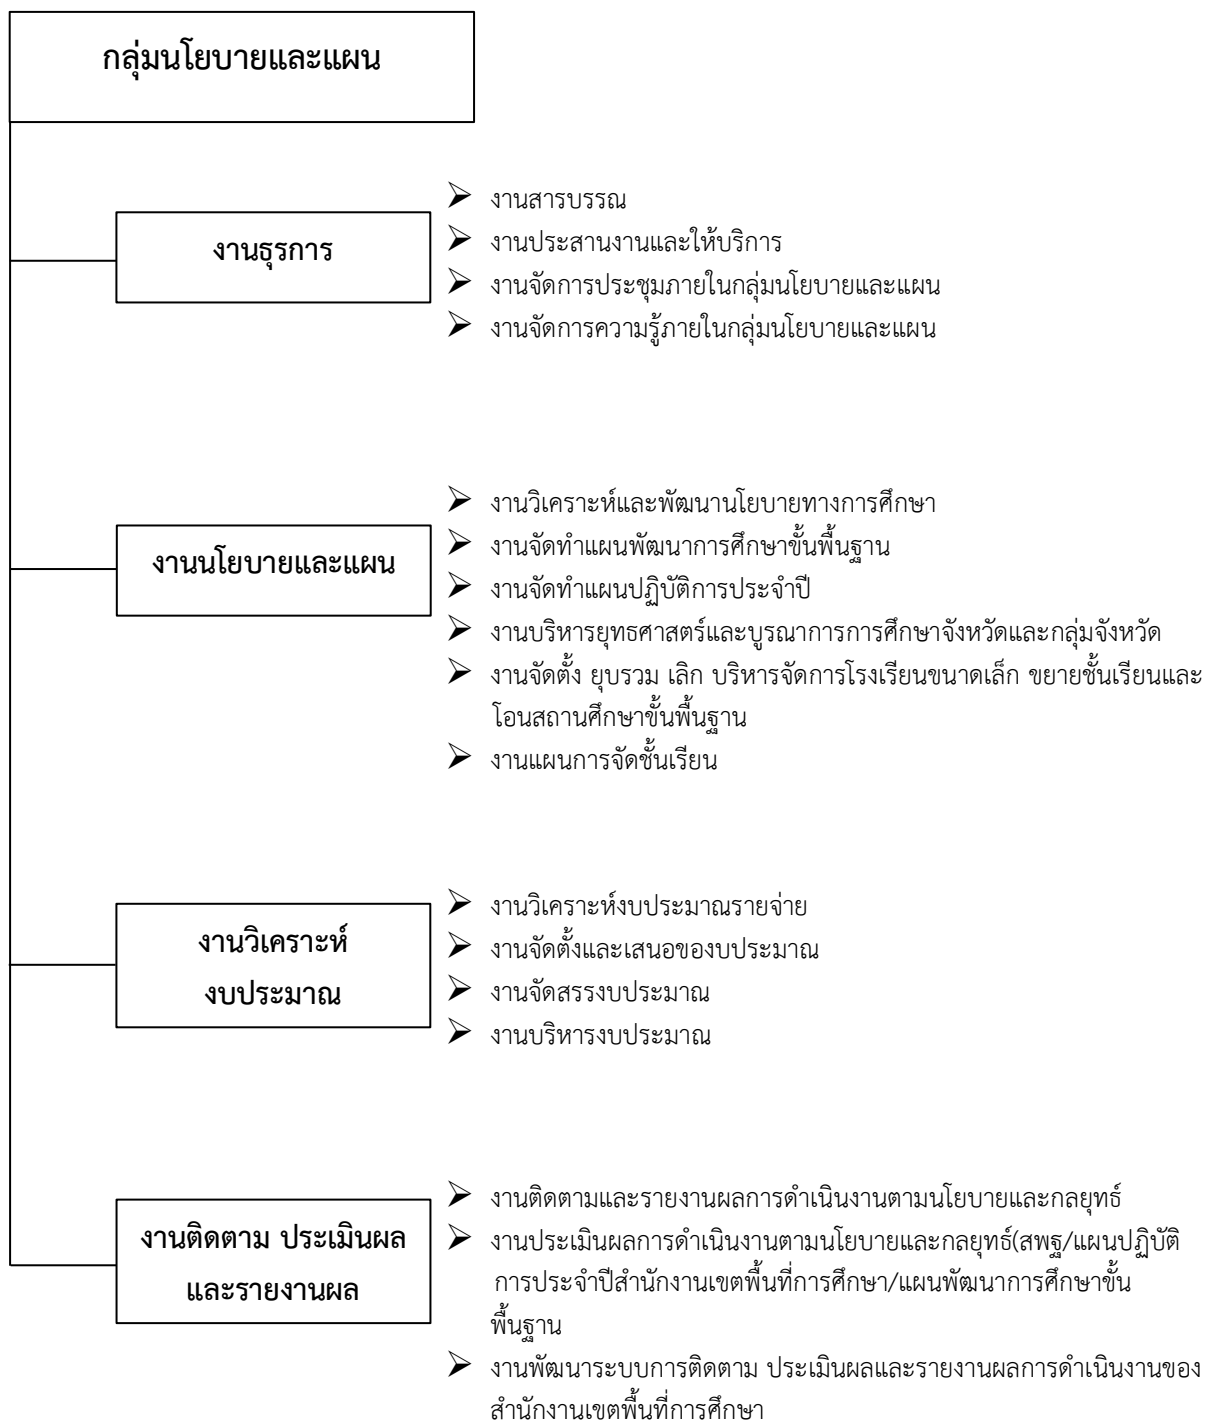 กลุ่มนโยบายและแผน
งานธุรการ
งานสารบรรณ
งานประสานงานและให้บริการ
งานจัดการประชุมภายในกลุ่มนโยบายและแผน
งานจัดการความรู้ภายในกลุ่มนโยบายและแผน
งานนโยบายและแผน
งานวิเคราะห์และพัฒนานโยบายทางการศึกษา
งานจัดทำแผนพัฒนาการศึกษาขั้นพื้นฐาน
งานจัดทำแผนปฏิบัติการประจำปี
งานบริหารยุทธศาสตร์และบูรณาการการศึกษาจังหวัดและกลุ่มจังหวัด
งานจัดตั้ง ยุบรวม เลิก บริหารจัดการโรงเรียนขนาดเล็ก ขยายชั้นเรียนและ
โอนสถานศึกษาขั้นพื้นฐาน
งานแผนการจัดชั้นเรียน
งานวิเคราะห์
งบประมาณ
งานวิเคราะห์งบประมาณรายจ่าย
งานจัดตั้งและเสนอของบประมาณ
งานจัดสรรงบประมาณ
งานบริหารงบประมาณ
งานติดตาม ประเมินผล
และรายงานผล
งานติดตามและรายงานผลการดำเนินงานตามนโยบายและกลยุทธ์
งานประเมินผลการดำเนินงานตามนโยบายและกลยุทธ์(สพฐ/แผนปฏิบัติ
การประจำปีสำนักงานเขตพื้นที่การศึกษา/แผนพัฒนาการศึกษาขั้น
พื้นฐาน
งานพัฒนาระบบการติดตาม ประเมินผลและรายงานผลการดำเนินงานของ
สำนักงานเขตพื้นที่การศึกษา